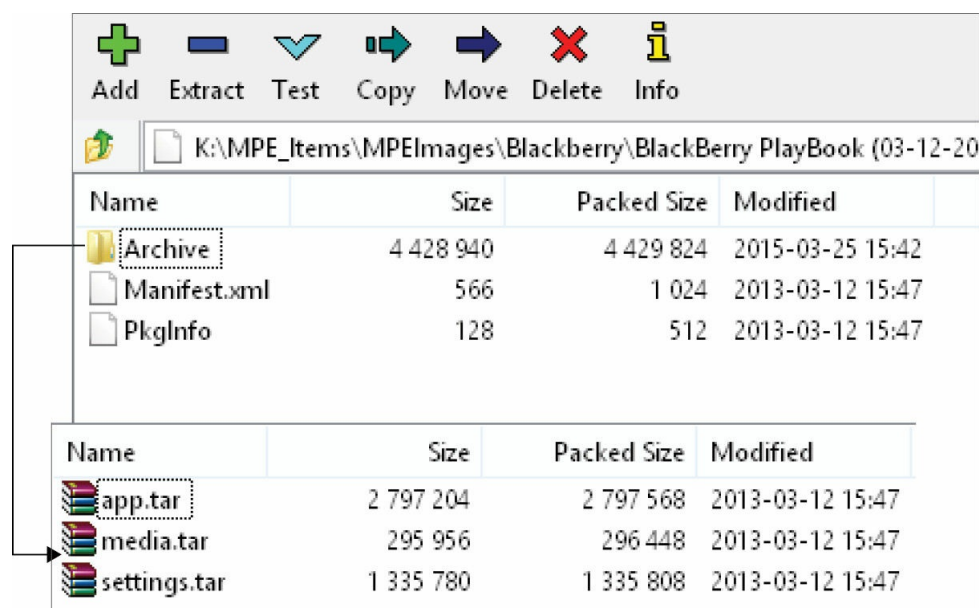 Add Extract Test Copy Move Delete Info
K:\MPE_Items\MPEImages\Blackberry\BlackBerry PlayBook (03-12-20
Name Size Packed Size Modified
Archive 4 428 940 4 429 824 2015-03-25 15:42
Manifest.xml 566 1 024 2013-03-12 15:47
PkgInfo 128 512 2013-03-12 15:47
Name Size Packed Size Modified
app.tar 2 797 204 2 797 568 2013-03-12 15:47
media.tar 295 956 296 448 2013-03-12 15:47
settings.tar 1 335 780 1 335 808 2013-03-12 15:47